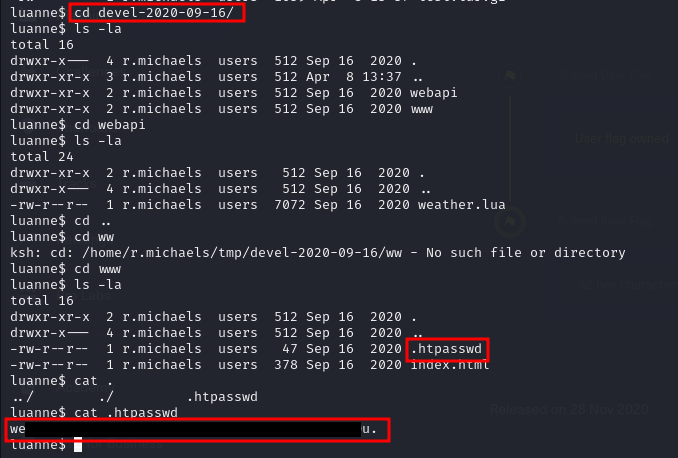 luanne$ cd devel-2020-09-16/
luanne$ ls -la
total 16
drwxr-x--- 4 r.michaels users 512 Sep 16 2020 .
drwxr-xr-x 3 r.michaels users 512 Apr 8 13:37 ..
drwxr-xr-x 2 r.michaels users 512 Sep 16 2020 webapi
drwxr-xr-x 2 r.michaels users 512 Sep 16 2020 www
luanne$ cd webapi
luanne$ ls -la
total 24
drwxr-xr-x 2 r.michaels users 512 Sep 16 2020 .
drwxr-x--- 4 r.michaels users 512 Sep 16 2020 ..
-rw-r--r-- 1 r.michaels users 7072 Sep 16 2020 weather.lua
luanne$ cd ..
luanne$ cd ww
ksh: cd: /home/r.michaels/tmp/devel-2020-09-16/ww - No such file or directory
luanne$ cd www
luanne$ ls -la
total 16
drwxr-xr-x 2 r.michaels users 512 Sep 16 2020 .
drwxr-x--- 4 r.michaels users 512 Sep 16 2020 ..
-rw-r--r-- 1 r.michaels users 47 Sep 16 2020 .htpasswd
-rw-r--r-- 1 r.michaels users 378 Sep 16 2020 index.html
luanne$ cat .
../ ./ .htpasswd
luanne$ cat .htpasswd
we u.
luanne$
User flag owned
Released on 28 Nov 2020